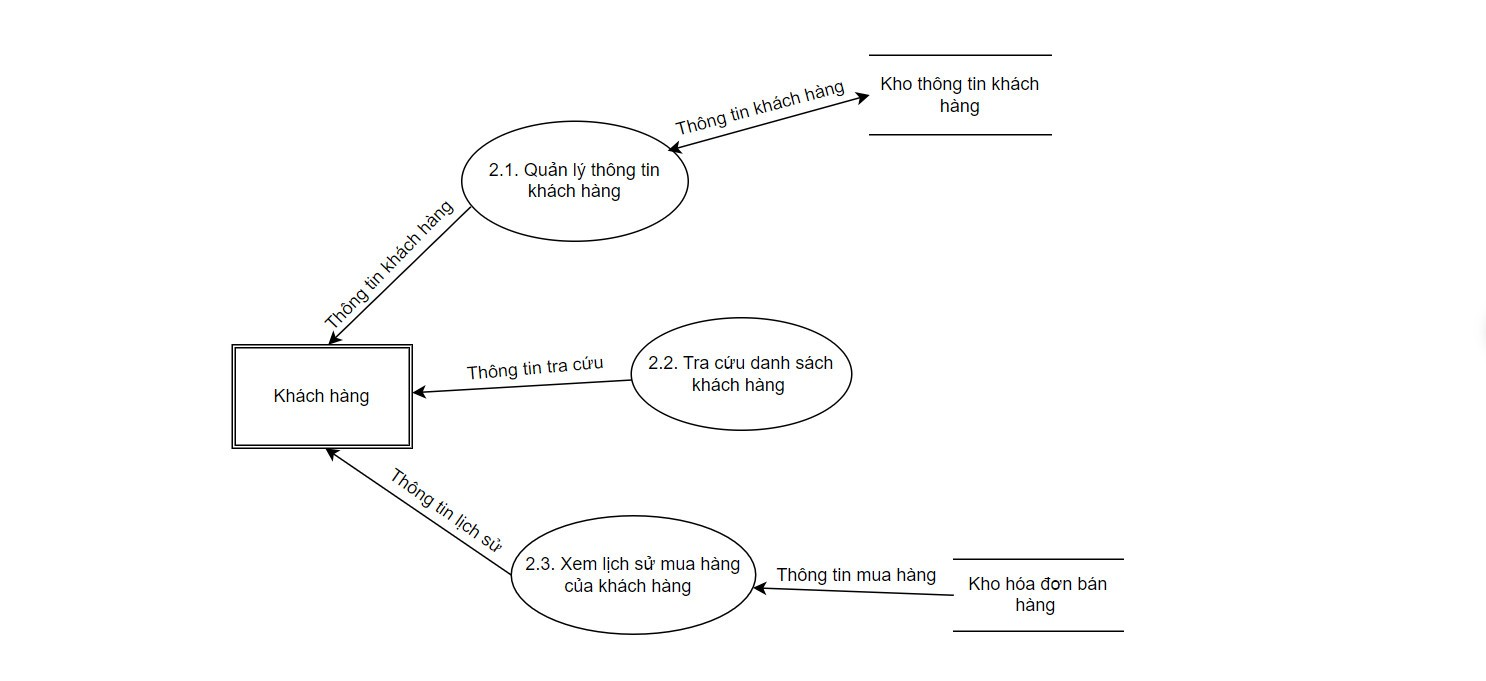 Kho thông tin khách
hàng
Thông tin khách hàng
2.1. Quản lý thông tin
khách hàng
Thông tin khách hàng
Khách hàng
Thông tin tra cứu
2.2. Tra cứu danh sách
khách hàng
Thông tin lịch sử
2.3. Xem lịch sử mua hàng
của khách hàng
Thông tin mua hàng
Kho hóa đơn bán
hàng